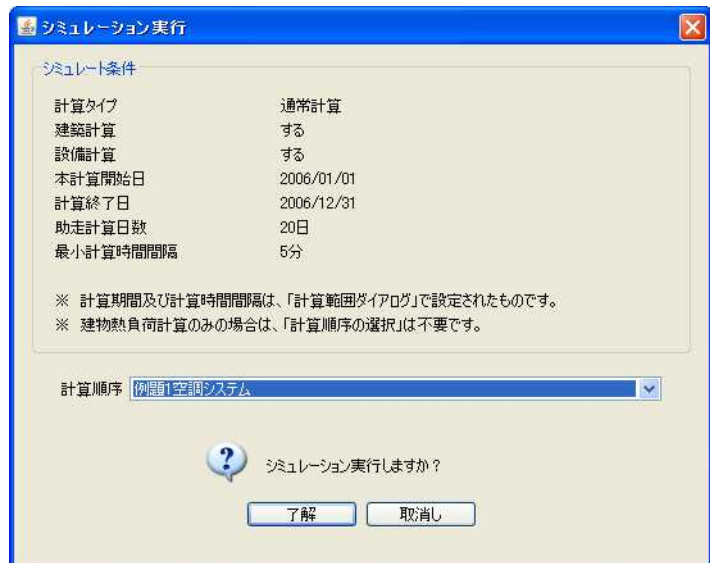 シミュレーション実行
シミュレート条件
計算タイプ 通常計算
建築計算 する
設備計算 する
本計算開始日 2006/01/01
計算終了日 2006/12/31
助走計算日数 20日
最小計算時間間隔 5分
※ 計算期間及び計算時間間隔は、「計算範囲ダイアログ」で設定されたものです。
※ 建物熱負荷計算のみの場合は、「計算順序の選択」は不要です。
計算順序 例題1空調システム
シミュレーション実行しますか？
了解 取消し